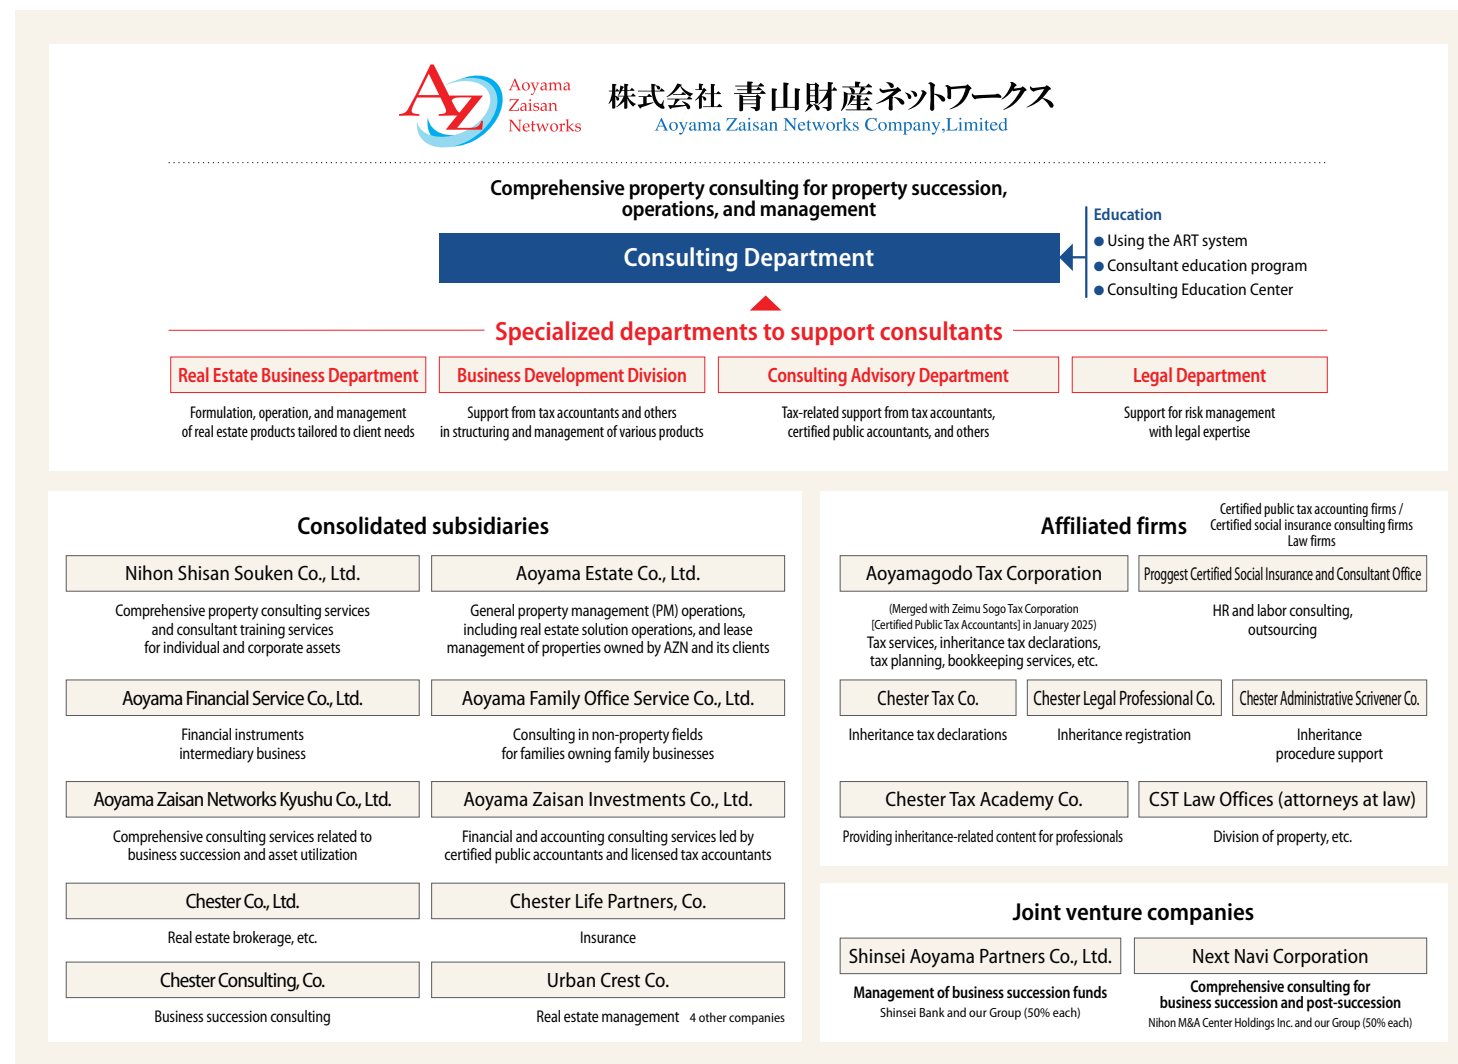 AZ
Aoyama
Zaisan
Networks
株式会社 青山財産ネットワークス
Aoyama Zaisan Networks Company,Limited
Comprehensive property consulting for property succession,
operations, and management
Consulting Department
Education
● Using the ART system
● Consultant education program
● Consulting Education Center
Specialized departments to support consultants
Real Estate Business Department
Formulation, operation, and management
of real estate products tailored to client needs
Business Development Division
Support from tax accountants and others
in structuring and management of various products
Consulting Advisory Department
Tax-related support from tax accountants,
certified public accountants, and others
Legal Department
Support for risk management
with legal expertise
Consolidated subsidiaries
Nihon Shisan Souken Co., Ltd.
Comprehensive property consulting services
and consultant training services
for individual and corporate assets
Aoyama Estate Co., Ltd.
General property management (PM) operations,
including real estate solution operations, and lease
management of properties owned by AZN and its clients
Aoyama Financial Service Co., Ltd.
Financial instruments
intermediary business
Aoyama Family Office Service Co., Ltd.
Consulting in non-property fields
for families owning family businesses
Aoyama Zaisan Networks Kyushu Co., Ltd.
Comprehensive consulting services related to
business succession and asset utilization
Aoyama Zaisan Investments Co., Ltd.
Financial and accounting consulting services led by
certified public accountants and licensed tax accountants
Chester Co., Ltd.
Real estate brokerage, etc.
Chester Life Partners, Co.
Insurance
Chester Consulting, Co.
Business succession consulting
Urban Crest Co.
Real estate management 4 other companies
Affiliated firms
Certified public tax accounting firms /
Certified social insurance consulting firms
Law firms
Aoyamagodo Tax Corporation
(Merged with Zeimu Sogo Tax Corporation
[Certified Public Tax Accountants] in January 2025)
Tax services, inheritance tax declarations,
tax planning, bookkeeping services, etc.
Proggest Certified Social Insurance and Consultant Office
HR and labor consulting,
outsourcing
Chester Tax Co.
Inheritance tax declarations
Chester Legal Professional Co.
Inheritance registration
Chester Administrative Scrivener Co.
Inheritance
procedure support
Chester Tax Academy Co.
Providing inheritance-related content for professionals
CST Law Offices (attorneys at law)
Division of property, etc.
Joint venture companies
Shinsei Aoyama Partners Co., Ltd.
Management of business succession funds
Shinsei Bank and our Group (50% each)
Next Navi Corporation
Comprehensive consulting for
business succession and post-succession
Nihon M&A Center Holdings Inc. and our Group (50% each)